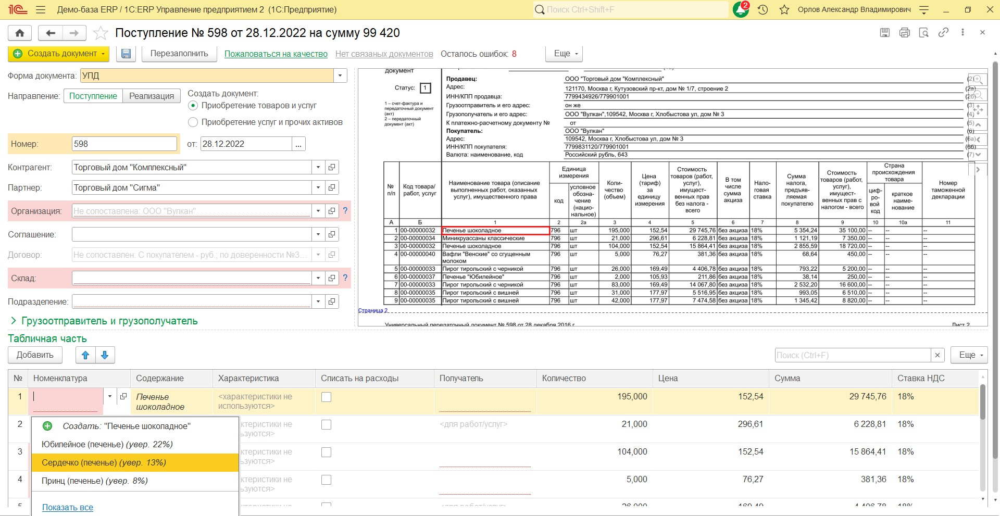 1С Демо-база ERP / 1С:ERP Управление предприятием 2 (1С:Предприятие)
Поиск Ctrl+Shift+F
2
Орлов Александр Владимирович
Поступление № 598 от 28.12.2022 на сумму 99 420
Создать документ
Перезаполнить
Пожаловаться на качество
Нет связаных документов
Осталось ошибок: 8
Еще
Форма документа: УПД
Направление: Поступление Реализация
Создать документ:
Приобретение товаров и услуг
Приобретение услуг и прочих активов
Номер: 598 от: 28.12.2022 ...
Контрагент: Торговый дом "Комплексный"
Партнер: Торговый дом "Сигма"
Организация: Не сопоставлена: ООО "Вулкан" ?
Соглашение:
Договор: Не сопоставлен: С покупателем - руб.; по доверенности №3...
Склад: ?
Подразделение:
Грузоотправитель и грузополучатель
документ
Статус: 1
1 – счет-фактура и
передаточный документ
(акт)
2 – передаточный
документ (акт)
Продавец: ООО "Торговый дом "Комплексный" (2)
Адрес: 121170, Москва г, Кутузовский пр-кт, дом № 1/7, строение 2 (2а)
ИНН/КПП продавца: 7799434926/779901001 (2б)
Грузоотправитель и его адрес: он же (3)
Грузополучатель и его адрес: ООО "Вулкан",109542, Москва г, Хлобыстова ул, дом № 3 (4)
К платежно-расчетному документу № от (5)
Покупатель: ООО "Вулкан" (6)
Адрес: 109542, Москва г, Хлобыстова ул, дом № 3 (6а)
ИНН/КПП покупателя: 7799831120/779901001 (6б)
Валюта: наименование, код Российский рубль, 643 (7)
№ п/п
Код товара/ работ, услуг
Наименование товара (описание выполненных работ, оказанных услуг), имущественного права
Единица измерения
код
условное обозна- чение (нацио- нальное)
Коли- чество (объем)
Цена (тариф) за единицу измерения
Стоимость товаров (работ, услуг), имущест- венных прав без налога - всего
В том числе сумма акциза
Нало- говая ставка
Сумма налога, предъяв- ляемая покупателю
Стоимость товаров (работ, услуг), имущест- венных прав с налогом - всего
Страна происхождения товара
циф- ро- вой код
краткое наиме- нование
Номер таможенной декларации
А Б 1 2 2а 3 4 5 6 7 8 9 10 10а 11
1 00-00000032 Печенье шоколадное 796 шт 195,000 152,54 29 745,76 без акциза 18% 5 354,24 35 100,00 -- -- --
2 00-00000034 Миникруассаны классические 796 шт 21,000 296,61 6 228,81 без акциза 18% 1 121,19 7 350,00 -- -- --
3 00-00000032 Печенье шоколадное 796 шт 104,000 152,54 15 864,41 без акциза 18% 2 855,59 18 720,00 -- -- --
4 00-00000040 Вафли "Венские" со сгущенным молоком 796 шт 5,000 76,27 381,36 без акциза 18% 68,64 450,00 -- -- --
5 00-00000033 Пирог тирольский с черникой 796 шт 26,000 169,49 4 406,78 без акциза 18% 793,22 5 200,00 -- -- --
6 00-00000037 Печенье "Юбилейное" 796 шт 2,000 105,93 211,86 без акциза 18% 38,14 250,00 -- -- --
7 00-00000033 Пирог тирольский с черникой 796 шт 83,000 169,49 14 067,80 без акциза 18% 2 532,20 16 600,00 -- -- --
8 00-00000035 Пирог тирольский с вишней 796 шт 31,000 177,97 5 516,95 без акциза 18% 993,05 6 510,00 -- -- --
9 00-00000035 Пирог тирольский с вишней 796 шт 42,000 177,97 7 474,58 без акциза 18% 1 345,42 8 820,00 -- -- --
Страница 2
Универсальный передаточный документ № 598 от 28 декабря 2016 г. Лист 2
Табличная часть
Добавить
Поиск (Ctrl+F) ×
Еще
№ Номенклатура Содержание Характеристика Списать на расходы Получатель Количество Цена Сумма Ставка НДС
1 Печенье шоколадное <характеристики не используются> 195,000 152,54 29 745,76 18%
2 ктеристики не ьзуются> <для работ/услуг> 21,000 296,61 6 228,81 18%
3 ктеристики не ьзуются> 104,000 152,54 15 864,41 18%
4 ктеристики не ьзуются> 5,000 76,27 381,36 18%
5 ктеристики не <для работ/услуг> 26,000 169,49 4 406,78 18%
Создать: "Печенье шоколадное"
Юбилейное (печенье) (увер. 22%)
Сердечко (печенье) (увер. 13%)
Принц (печенье) (увер. 8%)
Показать все